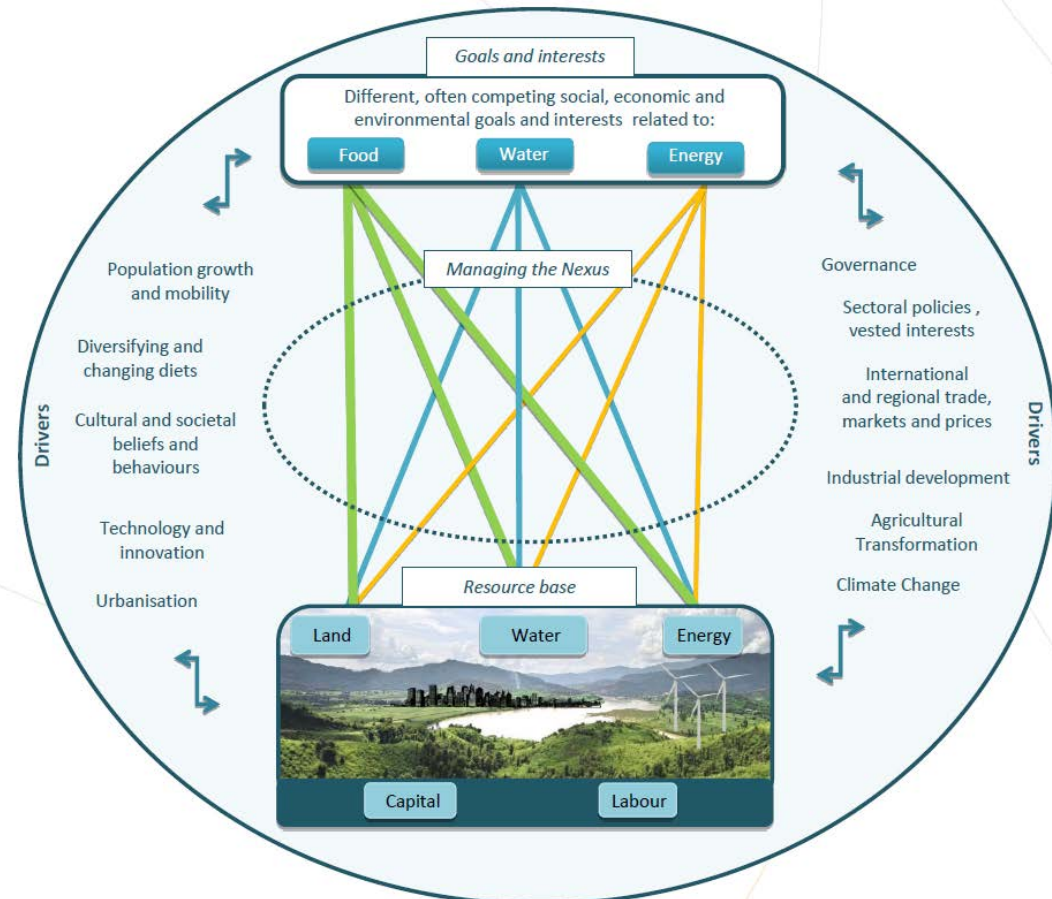 Goals and interests
Different, often competing social, economic and
environmental goals and interests related to:
Food
Water
Energy
Managing the Nexus
Drivers
Population growth
and mobility
Diversifying and
changing diets
Cultural and societal
beliefs and
behaviours
Technology and
innovation
Urbanisation
Governance
Sectoral policies ,
vested interests
International
and regional trade,
markets and prices
Industrial development
Agricultural
Transformation
Climate Change
Drivers
Resource base
Land
Water
Energy
Capital
Labour